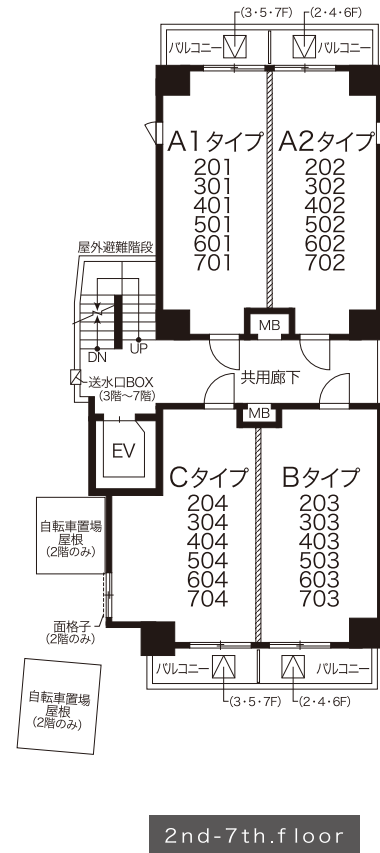 (3・5・7F)
(2・4・6F)
バルコニー
バルコニー
A1タイプ
201
301
401
501
601
701
A2タイプ
202
302
402
502
602
702
屋外避難階段
MB
DN
UP
送水口BOX
(3階～7階)
共用廊下
MB
EV
Cタイプ
204
304
404
504
604
704
Bタイプ
203
303
403
503
603
703
自転車置場
屋根
(2階のみ)
面格子
(2階のみ)
バルコニー
バルコニー
(3・5・7F)
(2・4・6F)
自転車置場
屋根
(2階のみ)
2nd-7th.floor